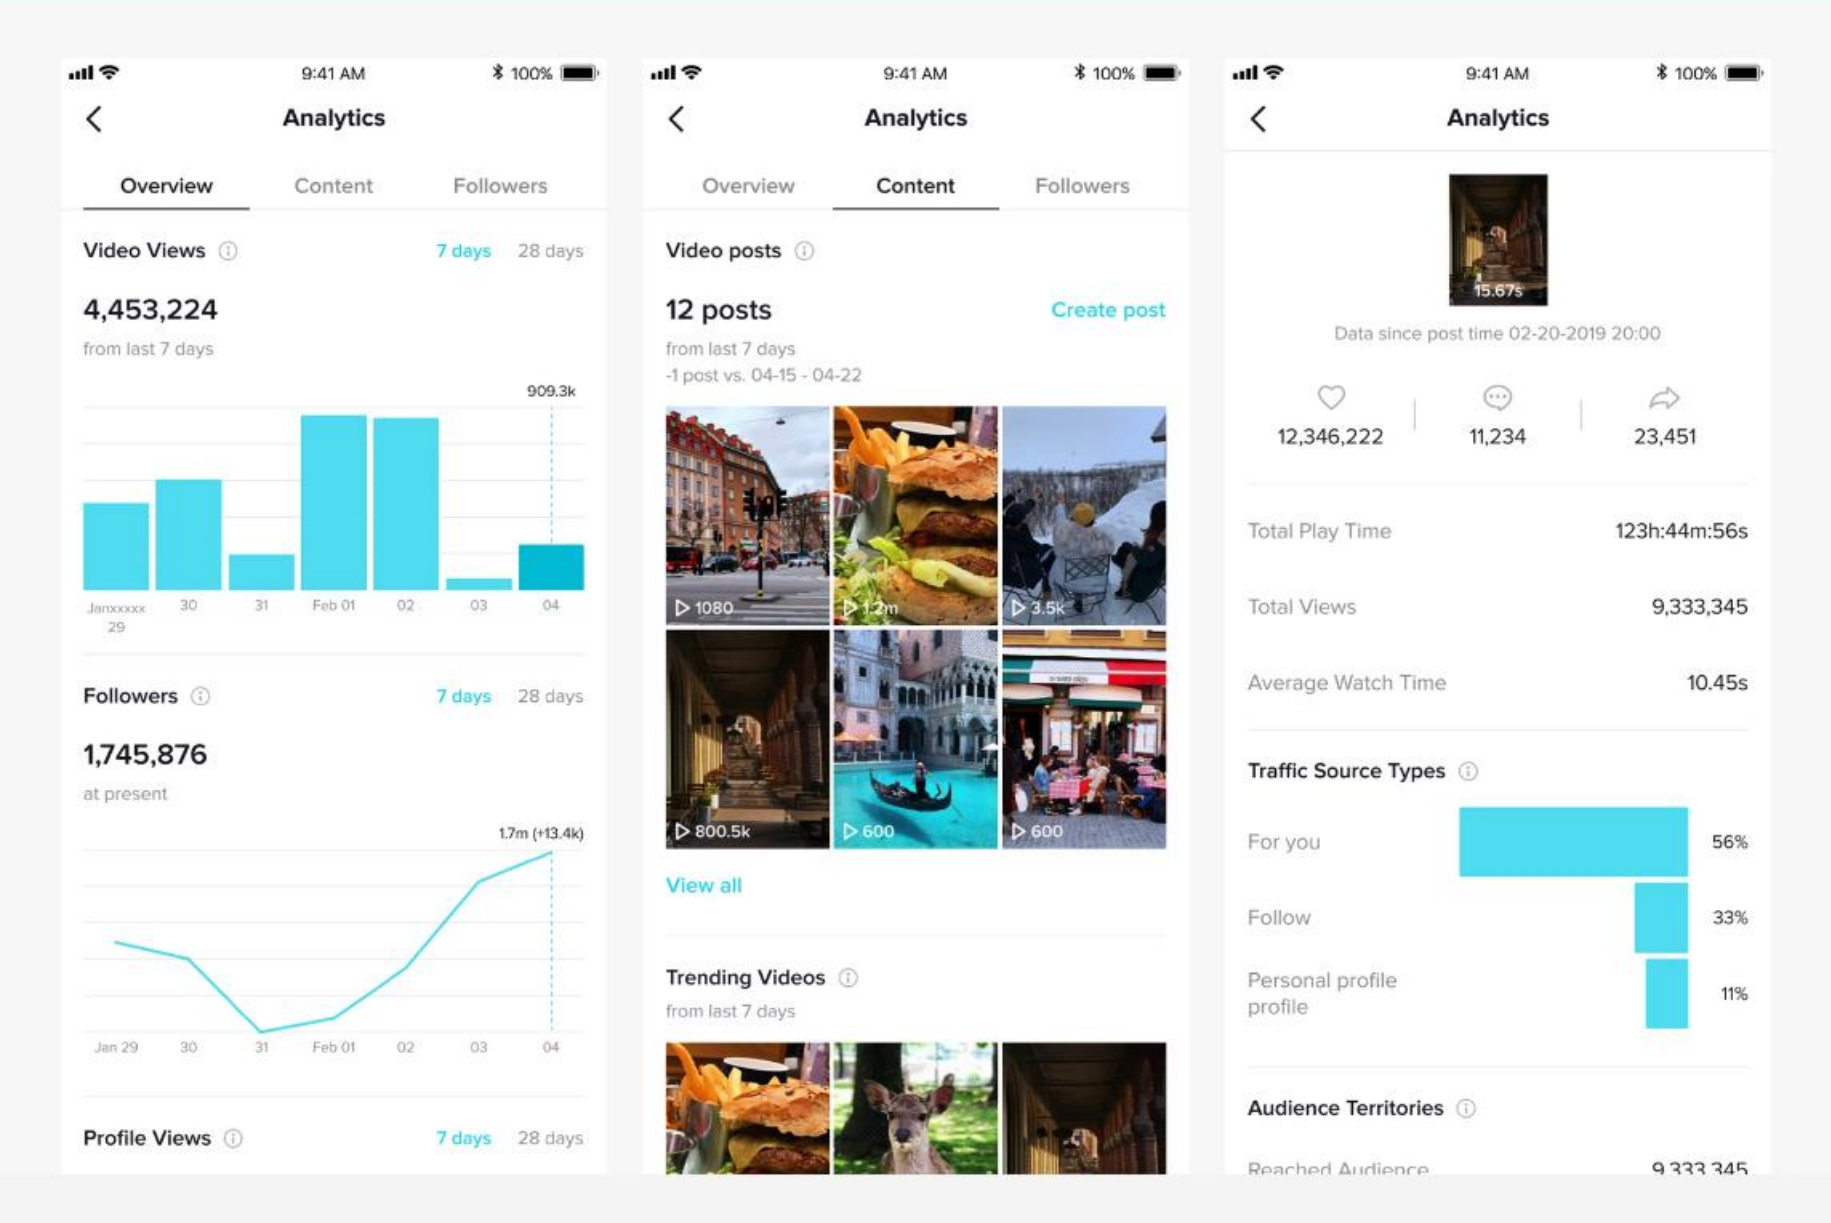 9:41 AM
100%
Analytics
Overview
Content
Followers
Video Views
7 days
28 days
4,453,224
from last 7 days
909.3k
Janxxxxx
29
30
31
Feb 01
02
03
04
Followers
7 days
28 days
1,745,876
at present
1.7m (+13.4k)
Jan 29
30
31
Feb 01
02
03
04
Profile Views
7 days
28 days
9:41 AM
100%
Analytics
Overview
Content
Followers
Video posts
12 posts
Create post
from last 7 days
-1 post vs. 04-15 - 04-22
1080
1.2m
3.5k
800.5k
600
600
View all
Trending Videos
from last 7 days
9:41 AM
100%
Analytics
15.67s
Data since post time 02-20-2019 20:00
12,346,222
11,234
23,451
Total Play Time
123h:44m:56s
Total Views
9,333,345
Average Watch Time
10.45s
Traffic Source Types
For you
56%
Follow
33%
Personal profile
profile
11%
Audience Territories
Reached Audience
9,333,345